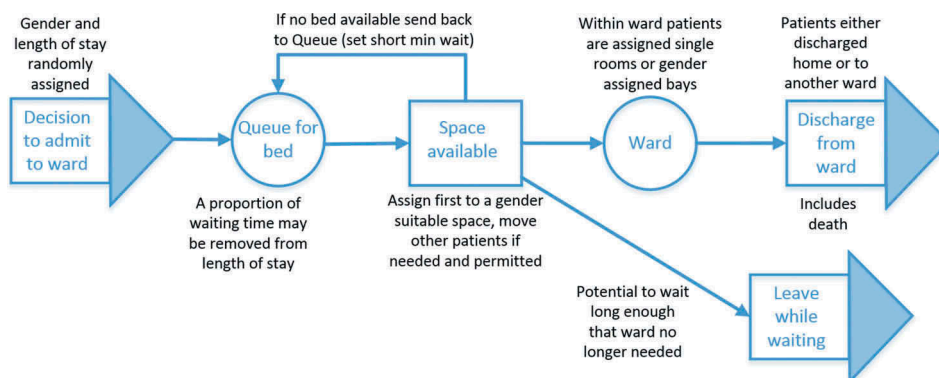 Gender and
length of stay
randomly
assigned
Decision
to admit
to ward
If no bed available send back
to Queue (set short min wait)
Queue for
bed
A proportion of
waiting time may
be removed from
length of stay
Space
available
Assign first to a gender
suitable space, move
other patients if
needed and permitted
Within ward patients
are assigned single
rooms or gender
assigned bays
Ward
Patients either
discharged
home or to
another ward
Discharge
from
ward
Includes
death
Potential to wait
long enough
that ward no
longer needed
Leave
while
waiting